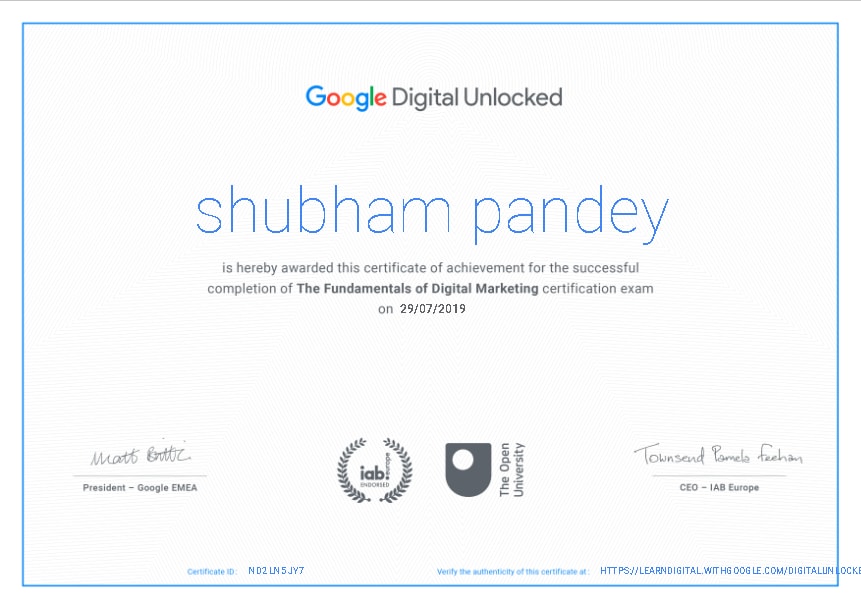 Google Digital Unlocked
shubham pandey
is hereby awarded this certificate of achievement for the successful
completion of The Fundamentals of Digital Marketing certification exam
on 29/07/2019
Matt Brittin
Townsend Pamela Feehan
iab: europe
ENDORSED
The Open
University
President – Google EMEA
CEO – IAB Europe
Certificate ID: ND2LN5JY7
Verify the authenticity of this certificate at: HTTPS://LEARNDIGITAL.WITHGOOGLE.COM/DIGITALUNLOCKE